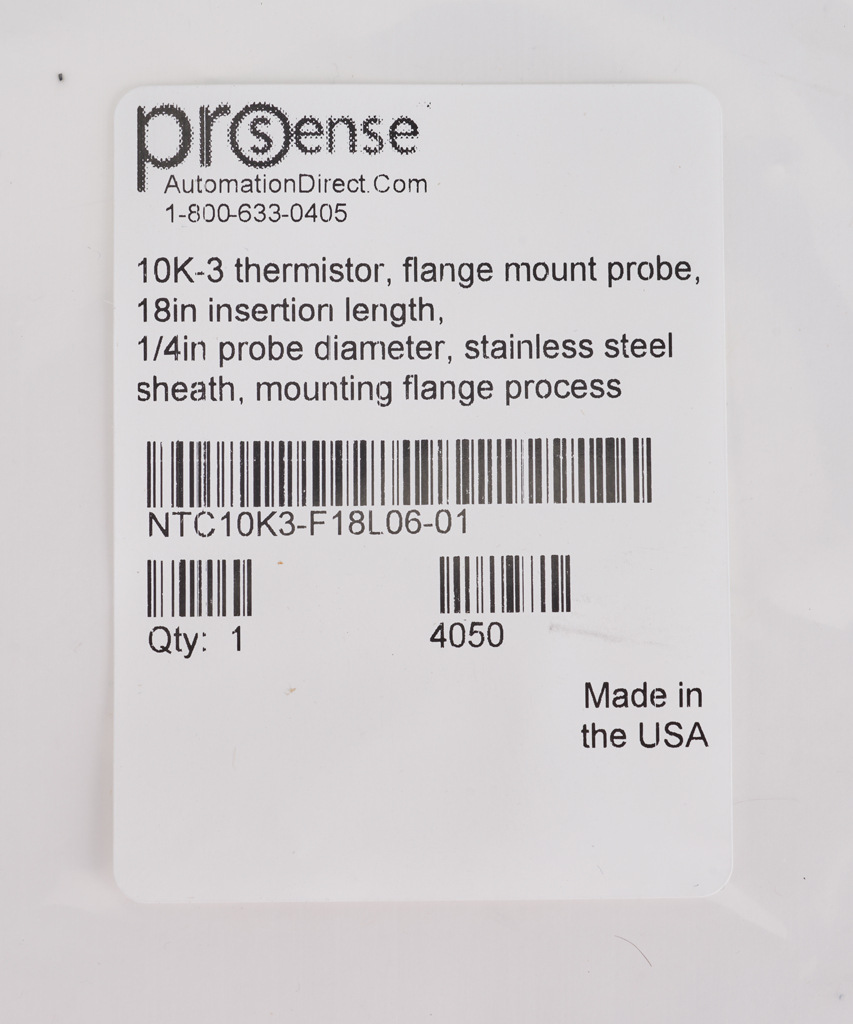 prosense
AutomationDirect.Com
1-800-633-0405
10K-3 thermistor, flange mount probe,
18in insertion length,
1/4in probe diameter, stainless steel
sheath, mounting flange process
NTC10K3-F18L06-01
Qty: 1 4050
Made in
the USA